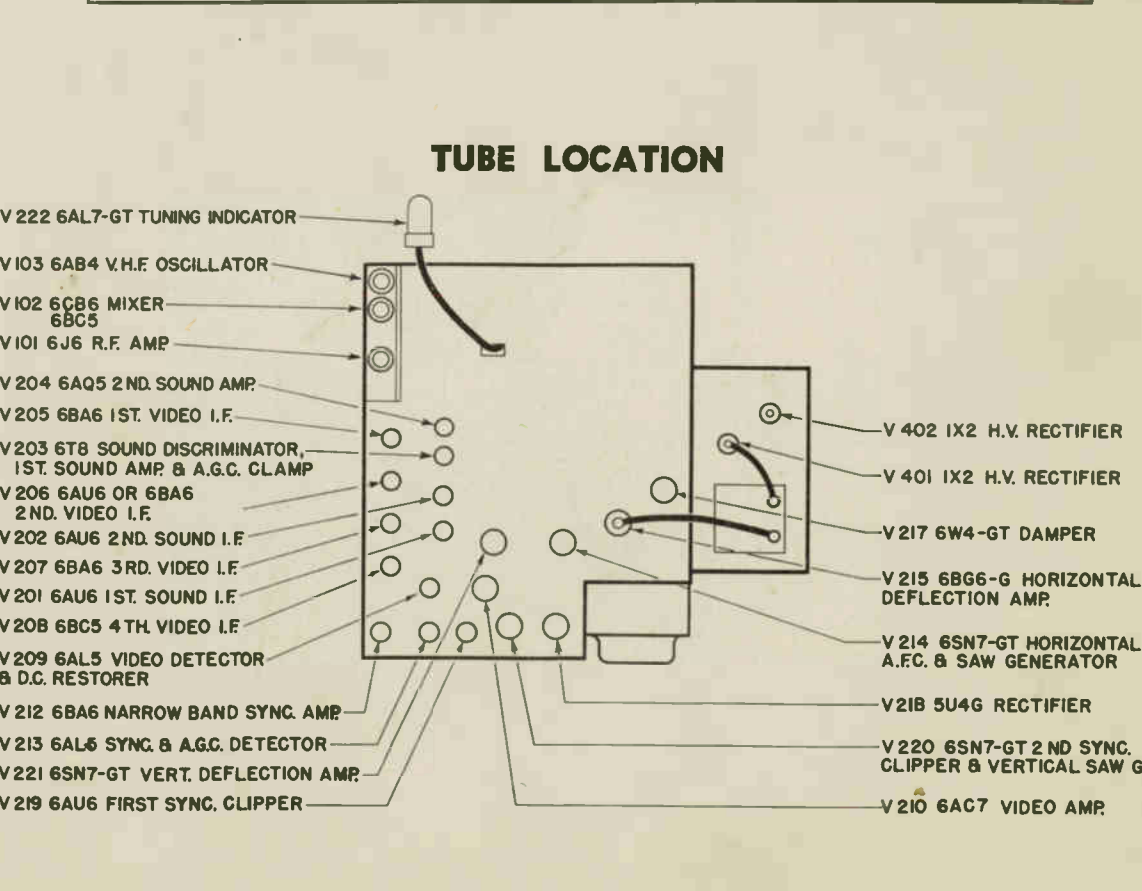 TUBE LOCATION
V 222 6AL7-GT TUNING INDICATOR
V 103 6AB4 V.H.F. OSCILLATOR
V 102 6CB6 MIXER
6BC5
V 101 6J6 R.F. AMP.
V 204 6AQ5 2 ND. SOUND AMP.
V 205 6BA6 1ST. VIDEO I.F.
V 203 6T8 SOUND DISCRIMINATOR,
1ST. SOUND AMP. & A.G.C. CLAMP
V 206 6AU6 OR 6BA6
2ND. VIDEO I.F.
V 202 6AU6 2 ND. SOUND I.F.
V 207 6BA6 3 RD. VIDEO I.F.
V 201 6AU6 1 ST. SOUND I.F.
V 208 6BC5 4 TH. VIDEO I.F.
V 209 6AL5 VIDEO DETECTOR
& D.C. RESTORER
V 212 6BA6 NARROW BAND SYNC. AMP.
V 213 6AL5 SYNC. & A.G.C. DETECTOR
V 221 6SN7-GT VERT. DEFLECTION AMP.
V 219 6AU6 FIRST SYNC. CLIPPER
V 402 1X2 H.V. RECTIFIER
V 401 1X2 H.V. RECTIFIER
V 217 6W4-GT DAMPER
V 215 6BG6-G HORIZONTAL
DEFLECTION AMP.
V 214 6SN7-GT HORIZONTAL
A.F.C. & SAW GENERATOR
V 218 5U4G RECTIFIER
V 220 6SN7-GT 2 ND SYNC.
CLIPPER & VERTICAL SAW G
V 210 6AC7 VIDEO AMP.